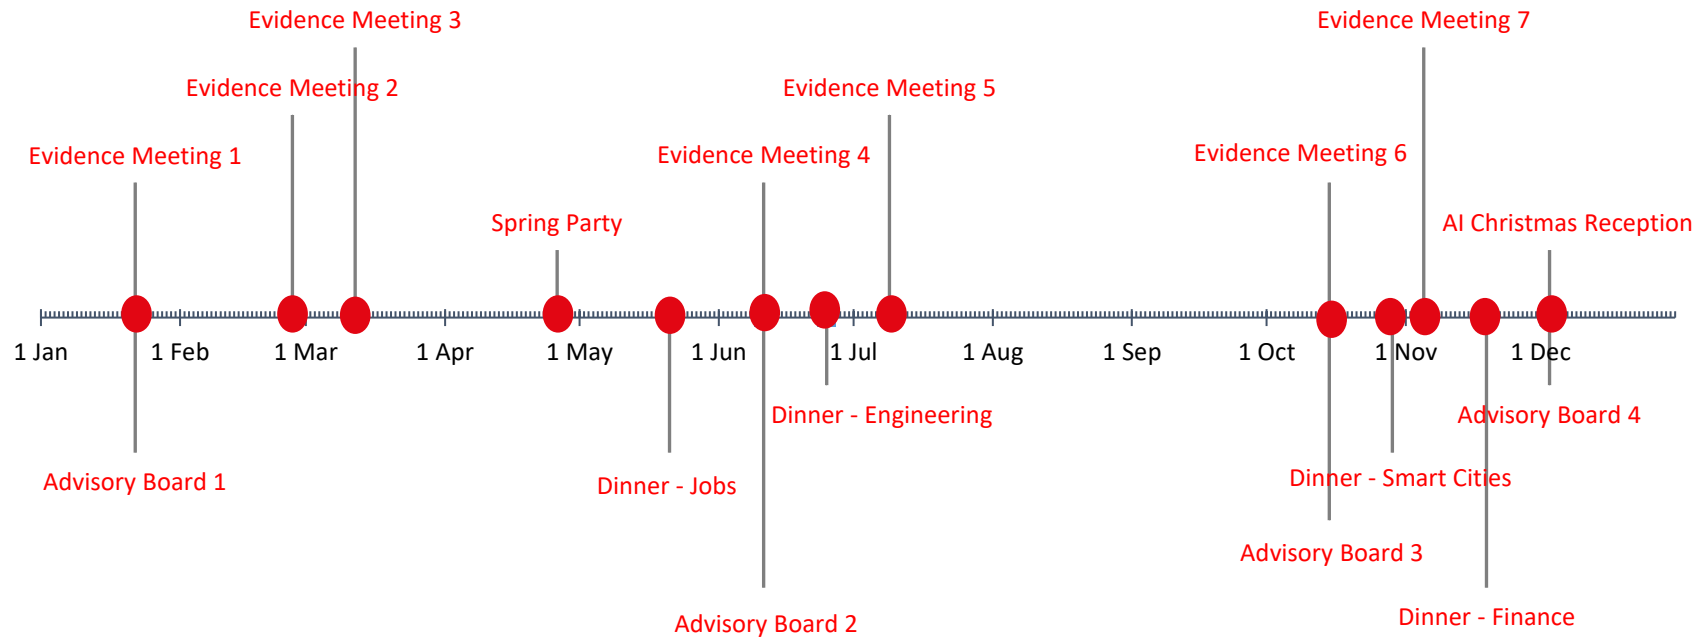 Evidence Meeting 3
Evidence Meeting 7
Evidence Meeting 2
Evidence Meeting 5
Evidence Meeting 1
Evidence Meeting 4
Evidence Meeting 6
Spring Party
AI Christmas Reception
1 Jan
1 Feb
1 Mar
1 Apr
1 May
1 Jun
1 Jul
1 Aug
1 Sep
1 Oct
1 Nov
1 Dec
Dinner - Engineering
Advisory Board 4
Advisory Board 1
Dinner - Jobs
Dinner - Smart Cities
Advisory Board 3
Advisory Board 2
Dinner - Finance